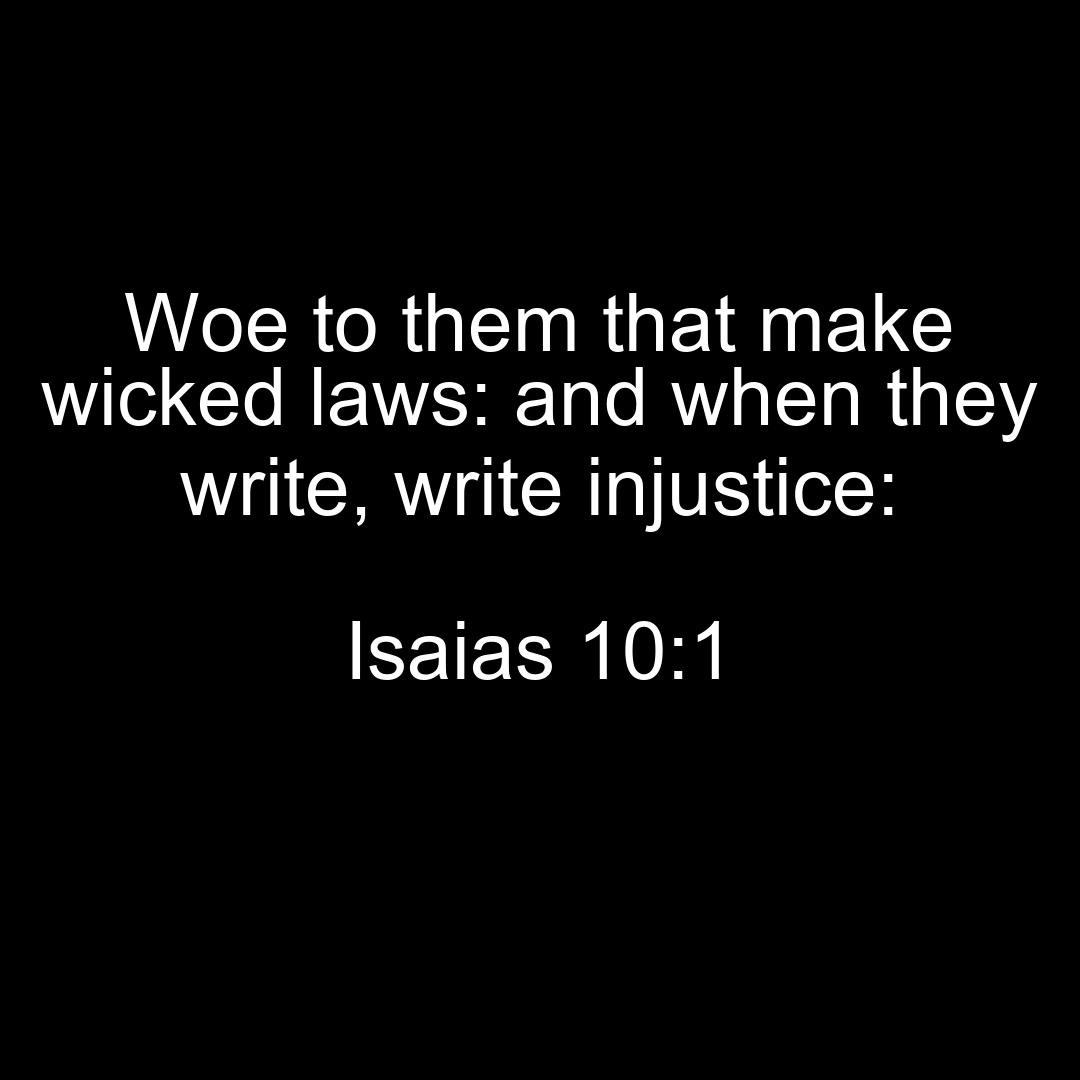 Woe to them that make
wicked laws: and when they
write, write injustice:
Isaias 10:1